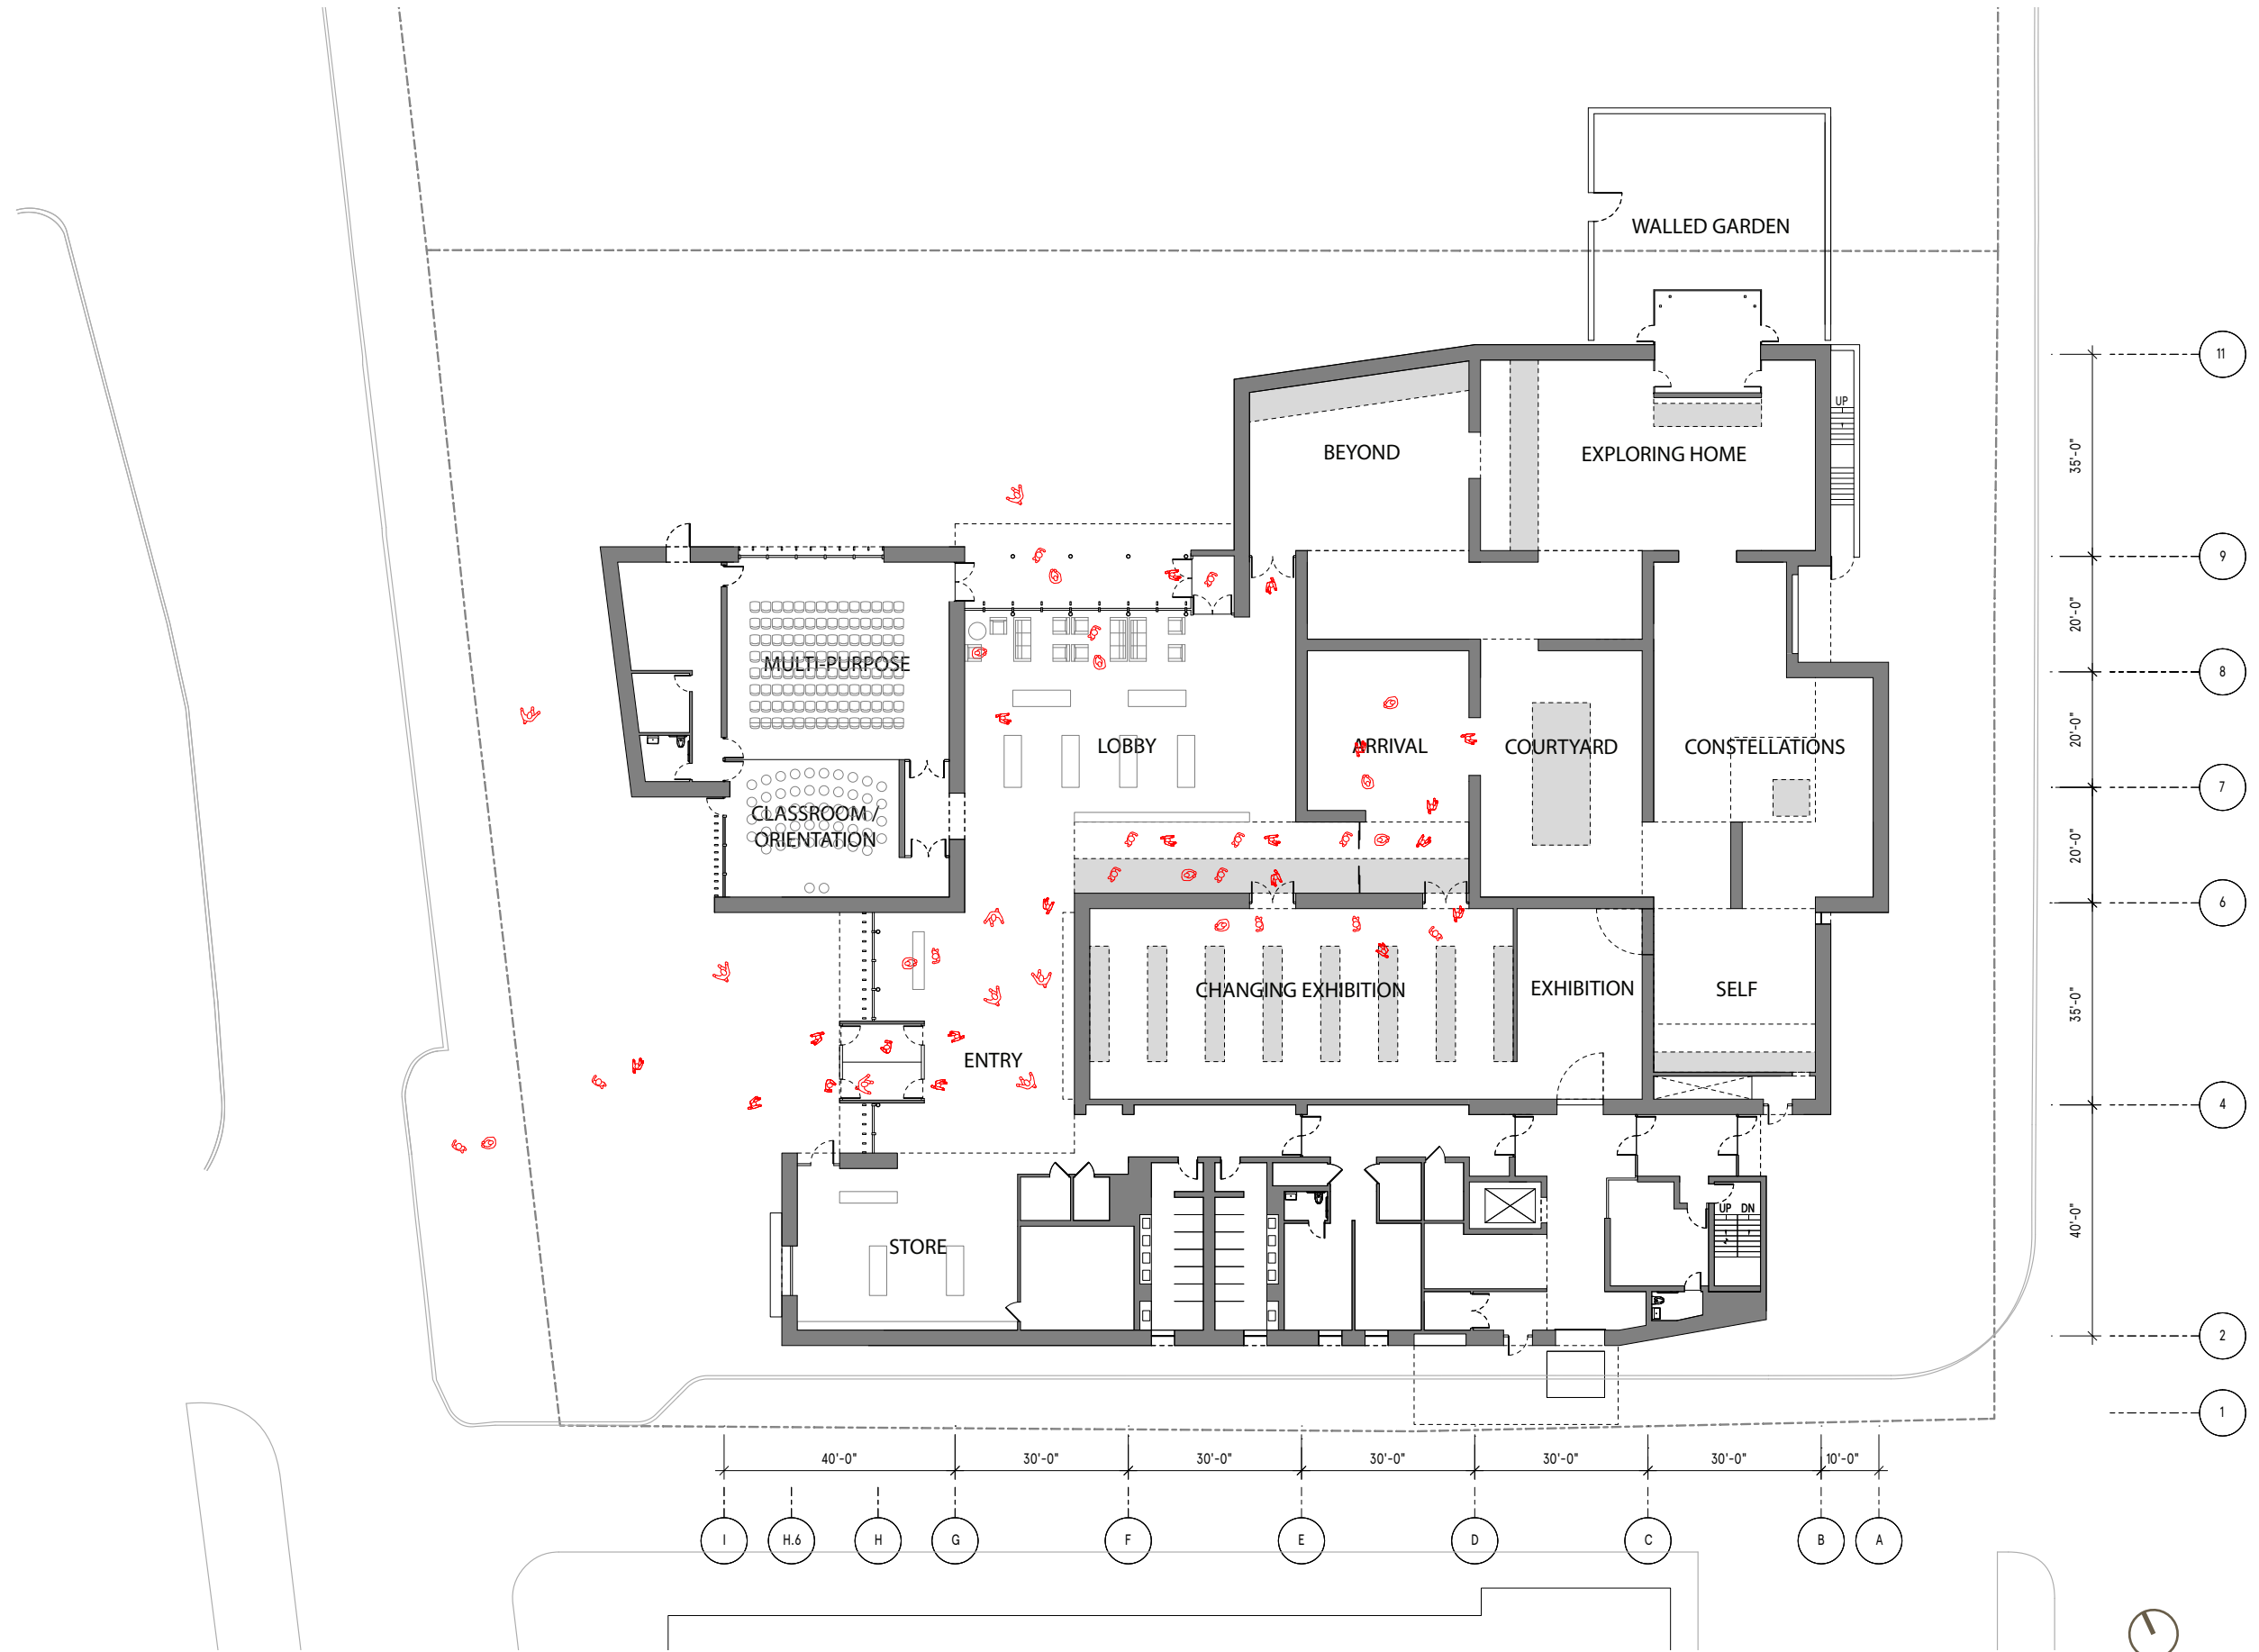 WALLED GARDEN
11
UP
35'-0"
BEYOND
EXPLORING HOME
9
20'-0"
MULTI-PURPOSE
8
LOBBY
ARRIVAL
COURTYARD
CONSTELLATIONS
20'-0"
7
CLASSROOM /
ORIENTATION
20'-0"
6
CHANGING EXHIBITION
EXHIBITION
SELF
35'-0"
ENTRY
4
UP DN
40'-0"
STORE
2
1
40'-0"
30'-0"
30'-0"
30'-0"
30'-0"
30'-0"
10'-0"
I
H.6
H
G
F
E
D
C
B
A